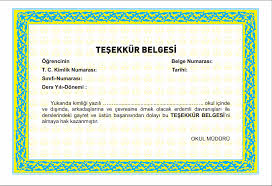 TEŞEKKÜR BELGESİ
Öğrencinin Belge Numarası:
T. C. Kimlik Numarası: Tarihi:
Sınıfı-Numarası:
Ders Yılı-Dönemi :
Yukarıda kimliği yazılı ........................................ okul içinde
ve dışında, arkadaşlarına ve çevresine örnek olacak erdemli davranışları ile
derslerindeki gayret ve üstün başarısından dolayı bu TEŞEKKÜR BELGESİ'ni
almaya hak kazanmıştır.
OKUL MÜDÜRÜ